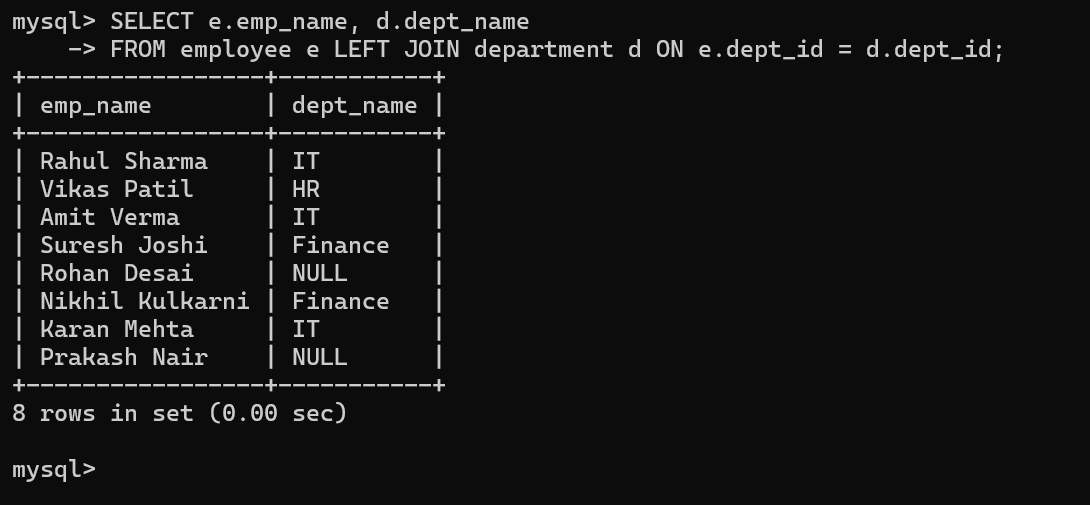 mysql> SELECT e.emp_name, d.dept_name
    -> FROM employee e LEFT JOIN department d ON e.dept_id = d.dept_id;
+-----------------+-----------+
| emp_name        | dept_name |
+-----------------+-----------+
| Rahul Sharma    | IT        |
| Vikas Patil     | HR        |
| Amit Verma      | IT        |
| Suresh Joshi    | Finance   |
| Rohan Desai     | NULL      |
| Nikhil Kulkarni | Finance   |
| Karan Mehta     | IT        |
| Prakash Nair    | NULL      |
+-----------------+-----------+
8 rows in set (0.00 sec)

mysql>